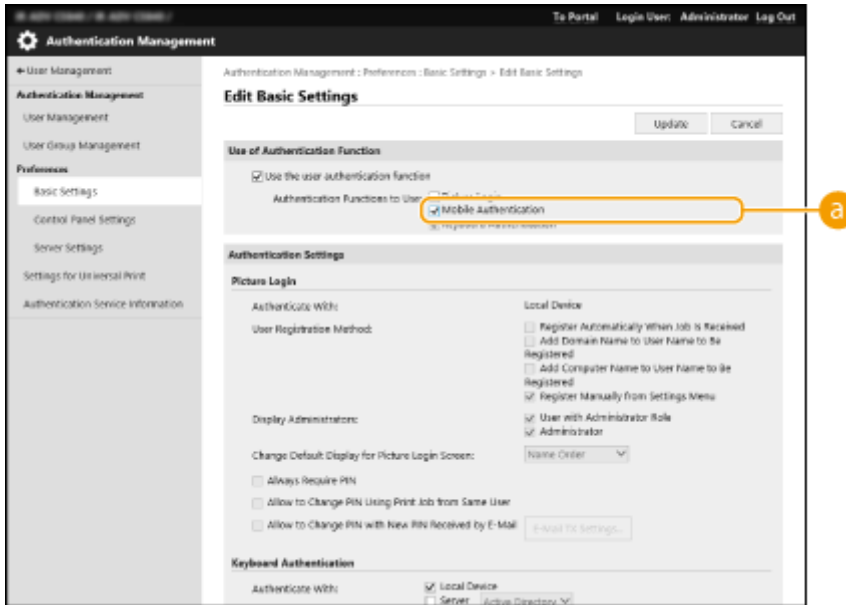 To Portal Login User: Administrator Log Out
Authentication Management
User Management
Authentication Management : Preferences : Basic Settings > Edit Basic Settings
Authentication Management
Edit Basic Settings
User Management
Update Cancel
User Group Management
Use of Authentication Function
Preferences
Use the user authentication function
Basic Settings
Authentication Functions to Use:
Mobile Authentication
a
Control Panel Settings
Server Settings
Authentication Settings
Settings for Universal Print
Picture Login
Authentication Service Information
Authenticate With: Local Device
User Registration Method: Register Automatically When Job Is Received
Add Domain Name to User Name to Be
Registered
Add Computer Name to User Name to Be
Registered
Register Manually from Settings Menu
Display Administrators: User with Administrator Role
Administrator
Change Default Display for Picture Login Screen: Name Order
Always Require PIN
Allow to Change PIN Using Print Job from Same User
Allow to Change PIN with New PIN Received by E-Mail E-Mail TX Settings...
Keyboard Authentication
Authenticate With: Local Device
Server Active Directory